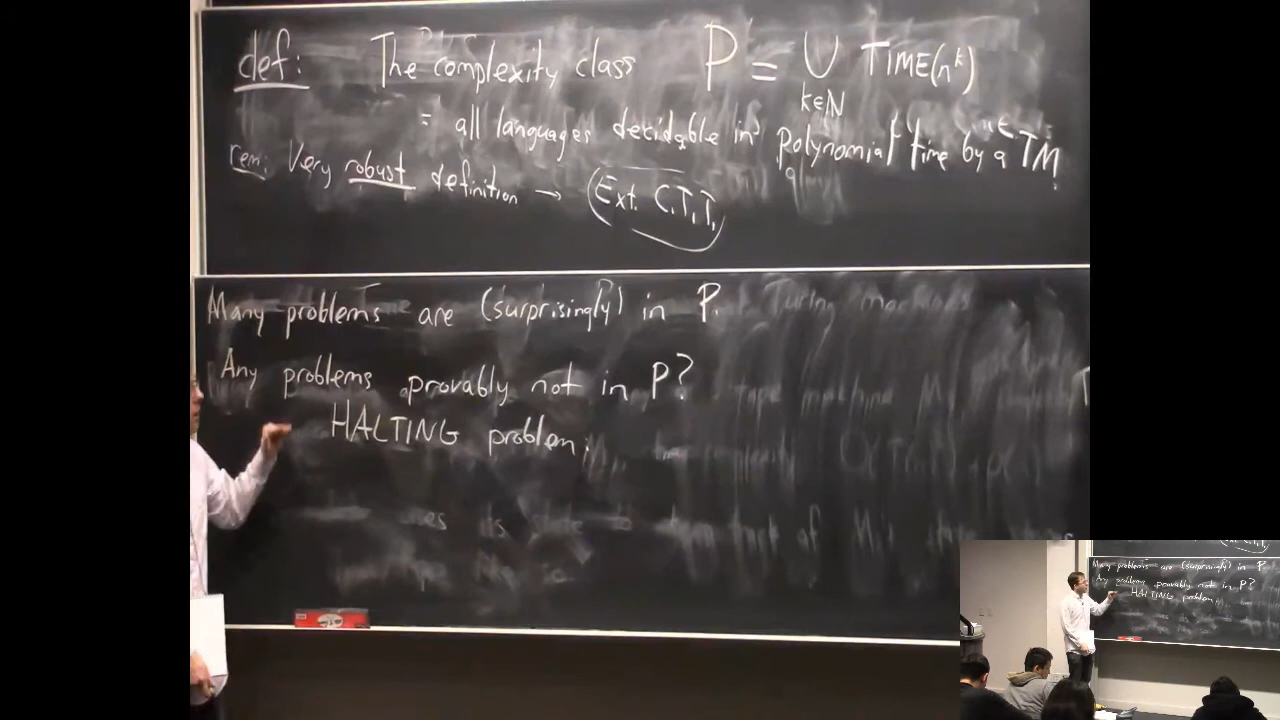 def: The complexity class P = ∪ TIME(n^k)
k∈ℕ
= all languages decidable in polynomial time by a TM.
rem: Very robust definition → Ext. C.T.T.
Many problems are (surprisingly) in P.
Any problems provably not in P?
HALTING problem.